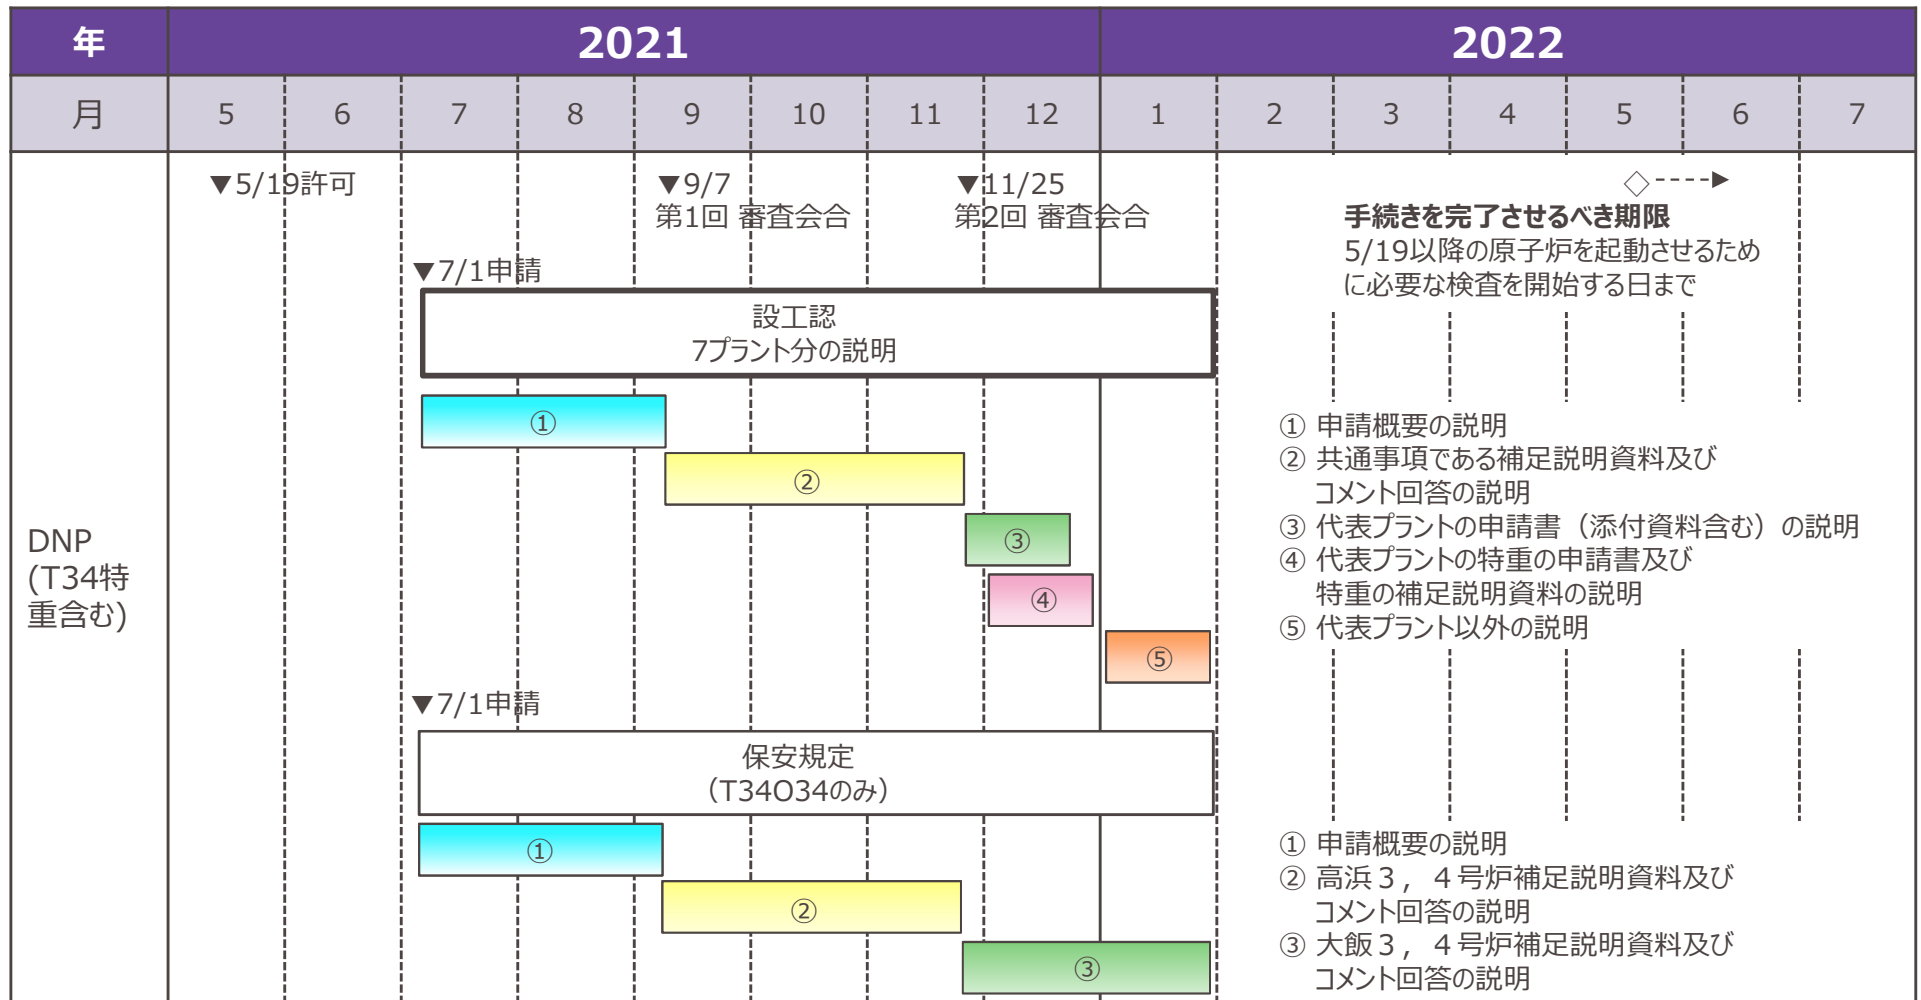 年 2021 2022
月 5 6 7 8 9 10 11 12 1 2 3 4 5 6 7
DNP
(T34特
重含む)
▼5/19許可
▼9/7
第1回 審査会合
▼11/25
第2回 審査会合
◇---->
手続きを完了させるべき期限
5/19以降の原子炉を起動させるため
に必要な検査を開始する日まで
▼7/1申請
設工認
7プラント分の説明
①
②
③
④
⑤
① 申請概要の説明
② 共通事項である補足説明資料及び
コメント回答の説明
③ 代表プラントの申請書（添付資料含む）の説明
④ 代表プラントの特重の申請書及び
特重の補足説明資料の説明
⑤ 代表プラント以外の説明
▼7/1申請
保安規定
（T34O34のみ）
①
②
③
① 申請概要の説明
② 高浜３，４号炉補足説明資料及び
コメント回答の説明
③ 大飯３，４号炉補足説明資料及び
コメント回答の説明